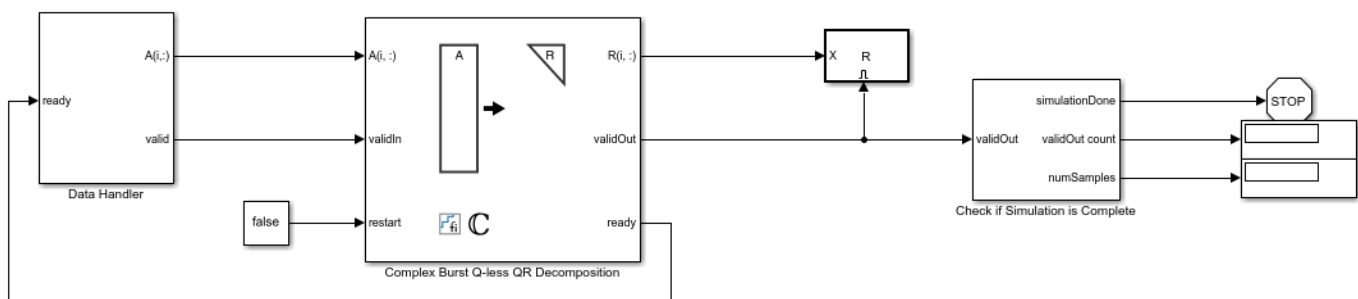 A(i,:)
ready
valid
Data Handler
false
A(i, :)
validIn
restart
A
R
fi
ℂ
R(i, :)
validOut
ready
Complex Burst Q-less QR Decomposition
X
R
validOut
simulationDone
validOut count
numSamples
Check if Simulation is Complete
STOP